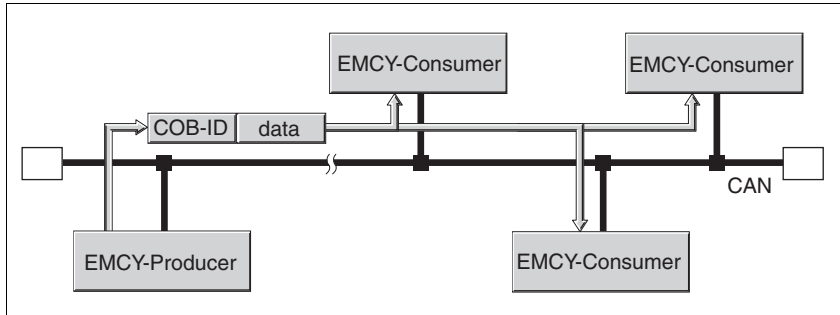 EMCY-Consumer
EMCY-Consumer
COB-ID
data
CAN
EMCY-Producer
EMCY-Consumer